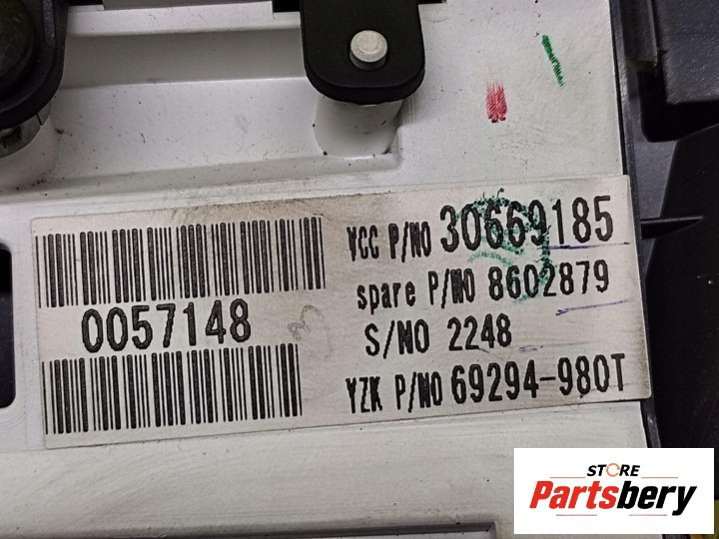 VCC P/NO 30669185
spare P/NO 8602879
0057148
S/NO 2248
YZK P/NO 69294-980T
STORE
Partsbery